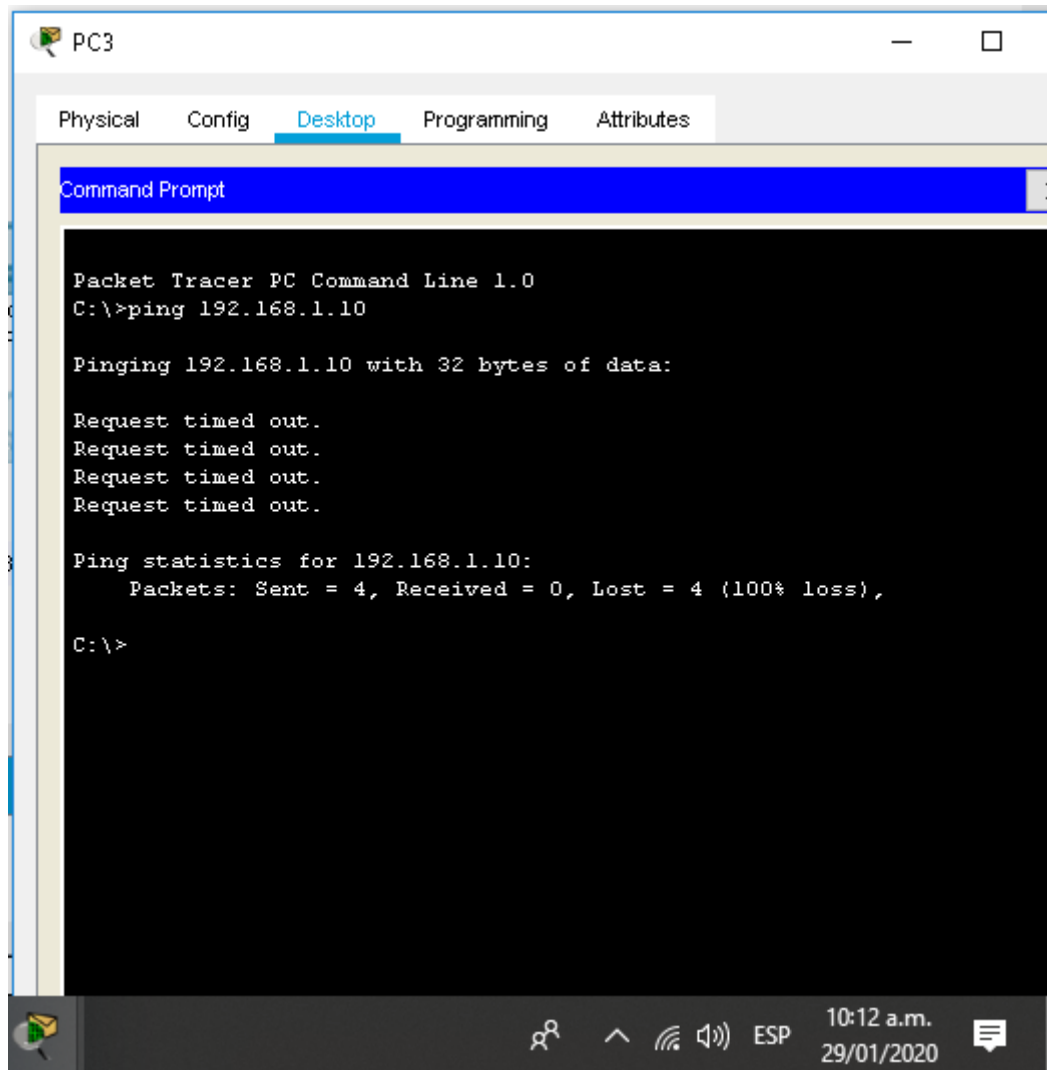 PC3
Physical Config Desktop Programming Attributes
Command Prompt
Packet Tracer PC Command Line 1.0
C:\>ping 192.168.1.10
Pinging 192.168.1.10 with 32 bytes of data:
Request timed out.
Request timed out.
Request timed out.
Request timed out.
Ping statistics for 192.168.1.10:
Packets: Sent = 4, Received = 0, Lost = 4 (100% loss),
C:\>
ESP
10:12 a.m.
29/01/2020